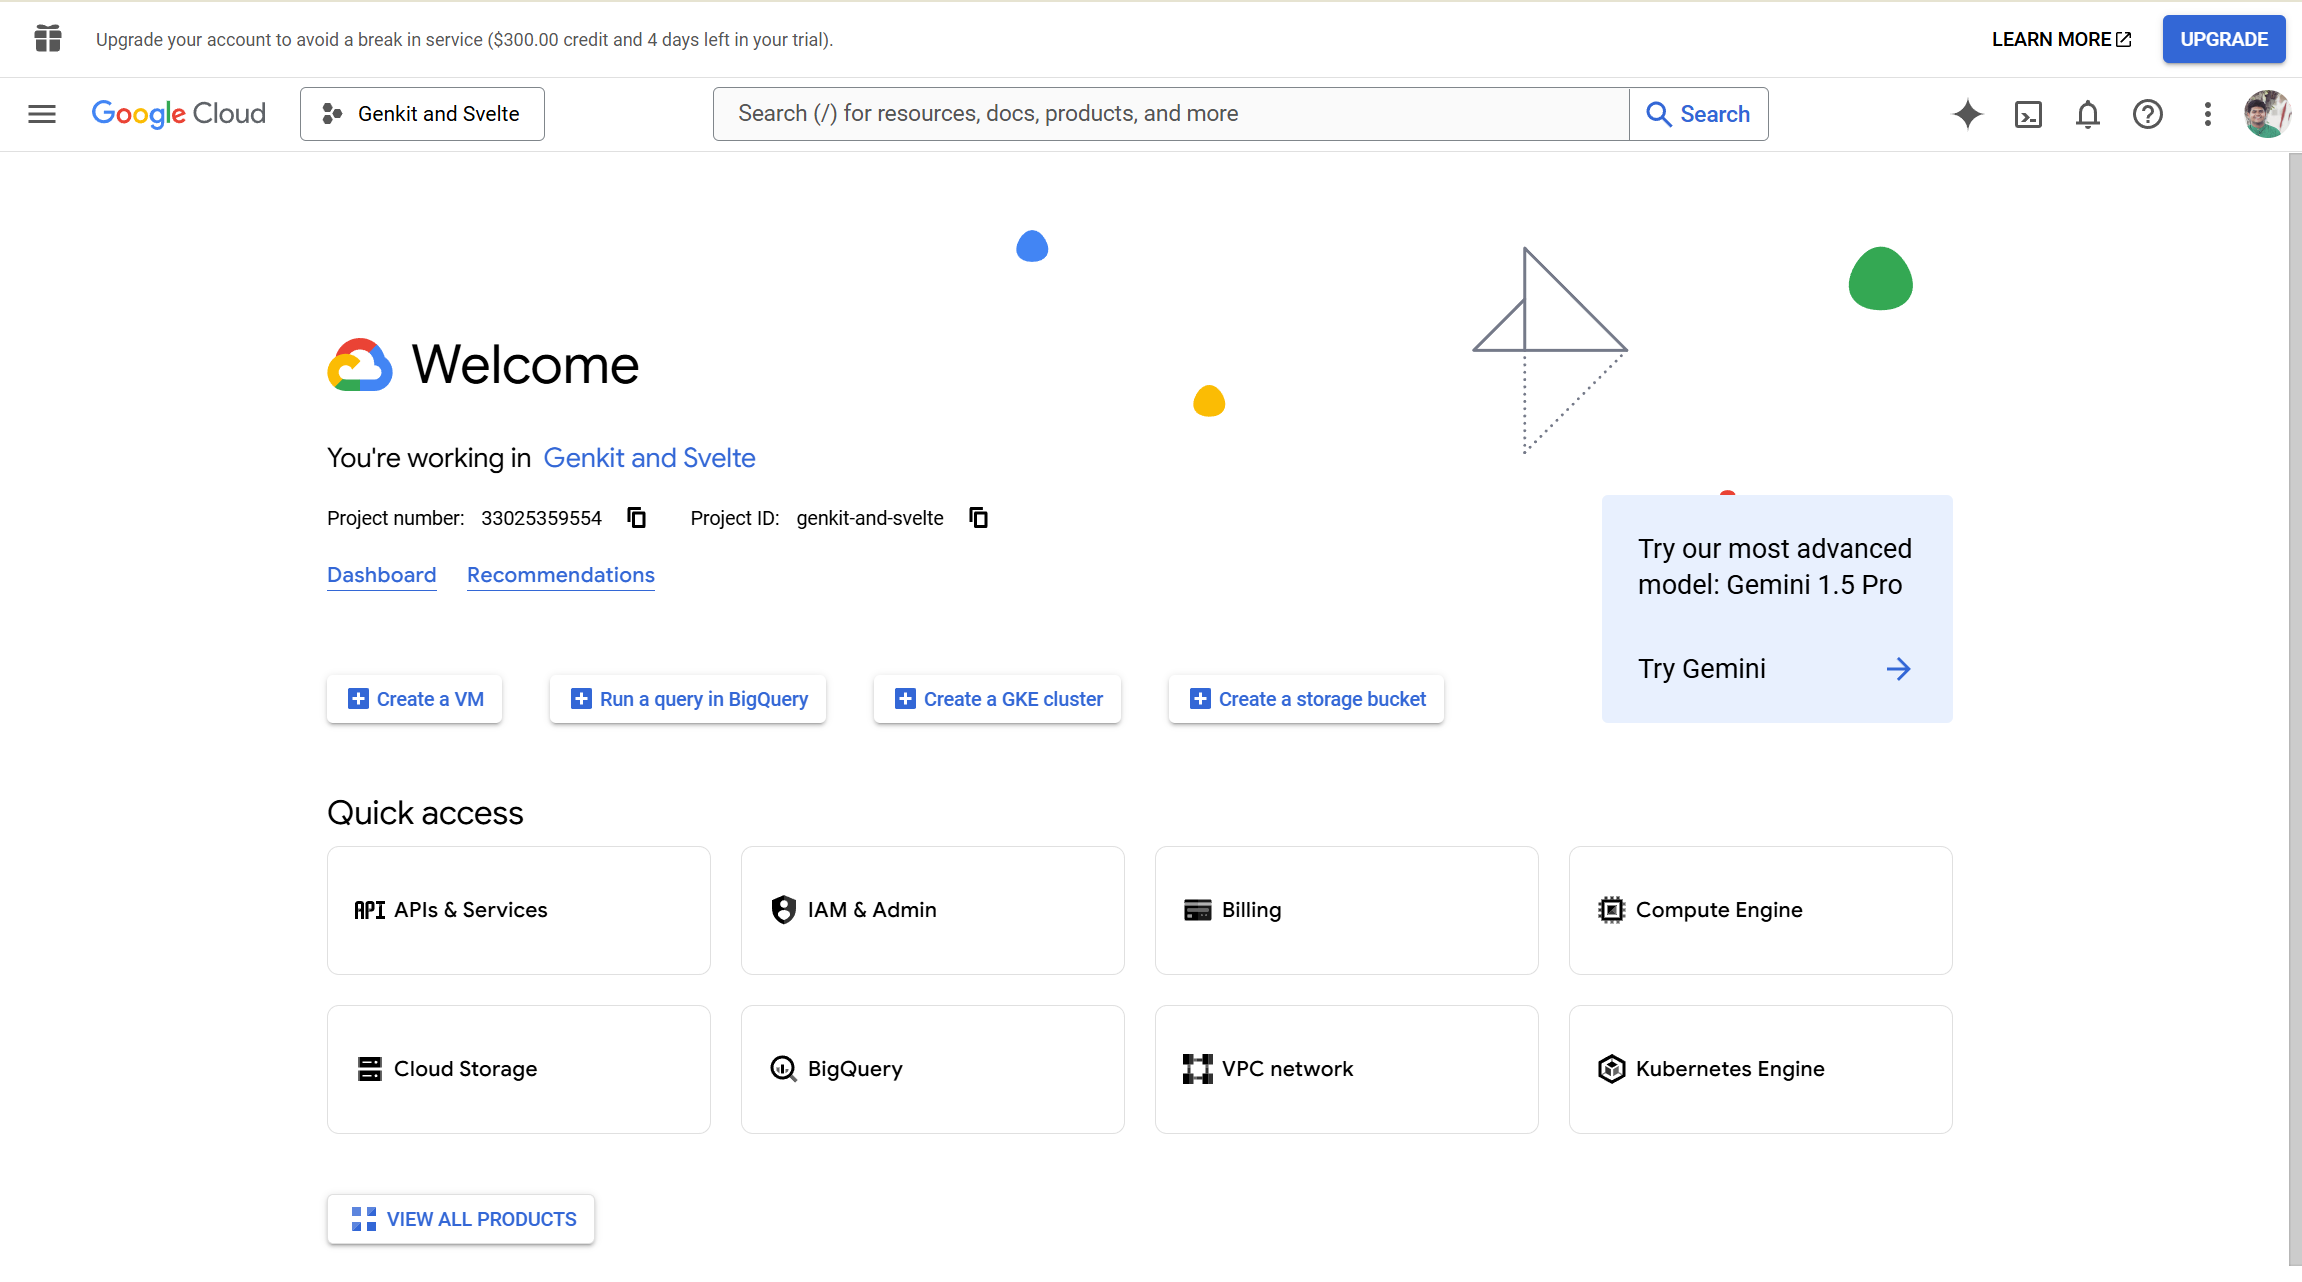 Upgrade your account to avoid a break in service ($300.00 credit and 4 days left in your trial).
LEARN MORE
UPGRADE
Google Cloud
Genkit and Svelte
Search (/) for resources, docs, products, and more
Search
Welcome
You're working in Genkit and Svelte
Project number: 33025359554 Project ID: genkit-and-svelte
Dashboard Recommendations
Try our most advanced
model: Gemini 1.5 Pro
Try Gemini
Create a VM
Run a query in BigQuery
Create a GKE cluster
Create a storage bucket
Quick access
API APIs & Services
IAM & Admin
Billing
Compute Engine
Cloud Storage
BigQuery
VPC network
Kubernetes Engine
VIEW ALL PRODUCTS